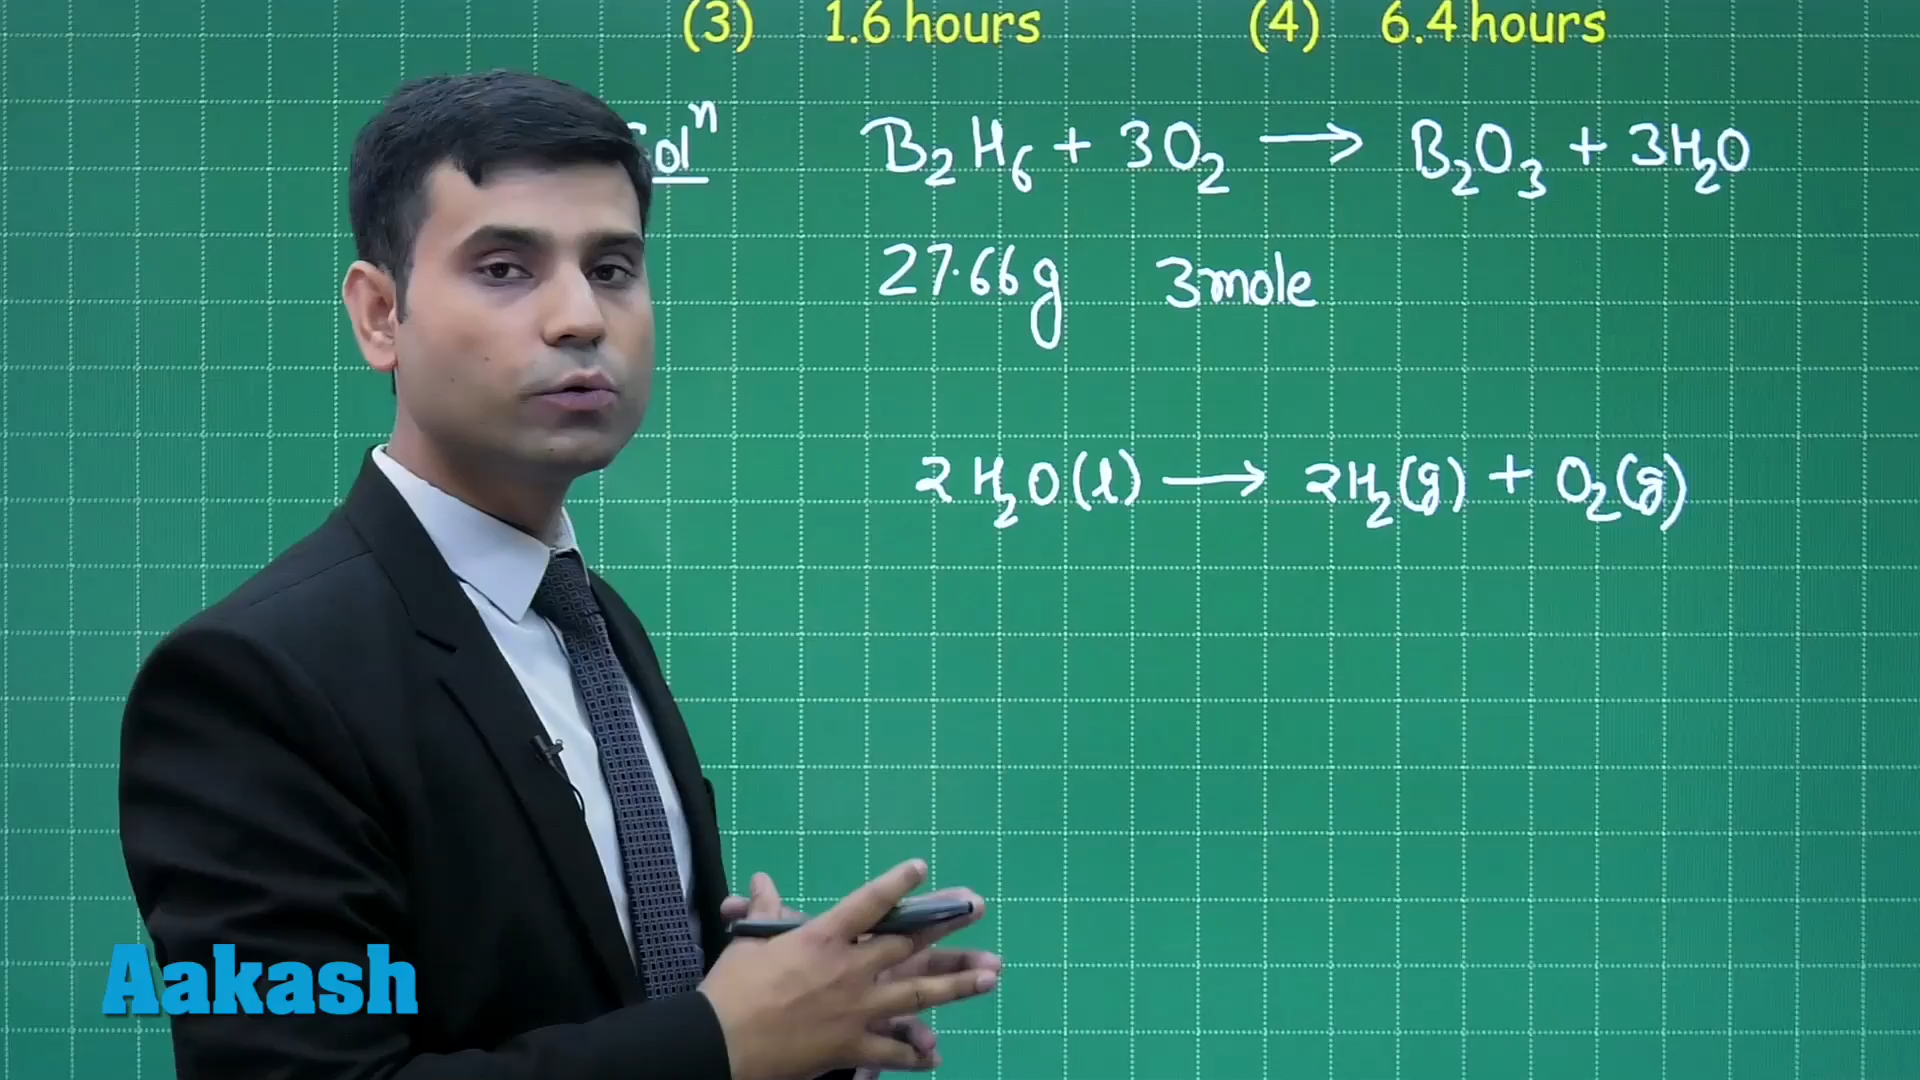 (3) 1.6 hours (4) 6.4 hours
Solⁿ B₂H₆ + 3O₂ → B₂O₃ + 3H₂O
27.66g 3mole
2H₂O(l) → 2H₂(g) + O₂(g)
Aakash